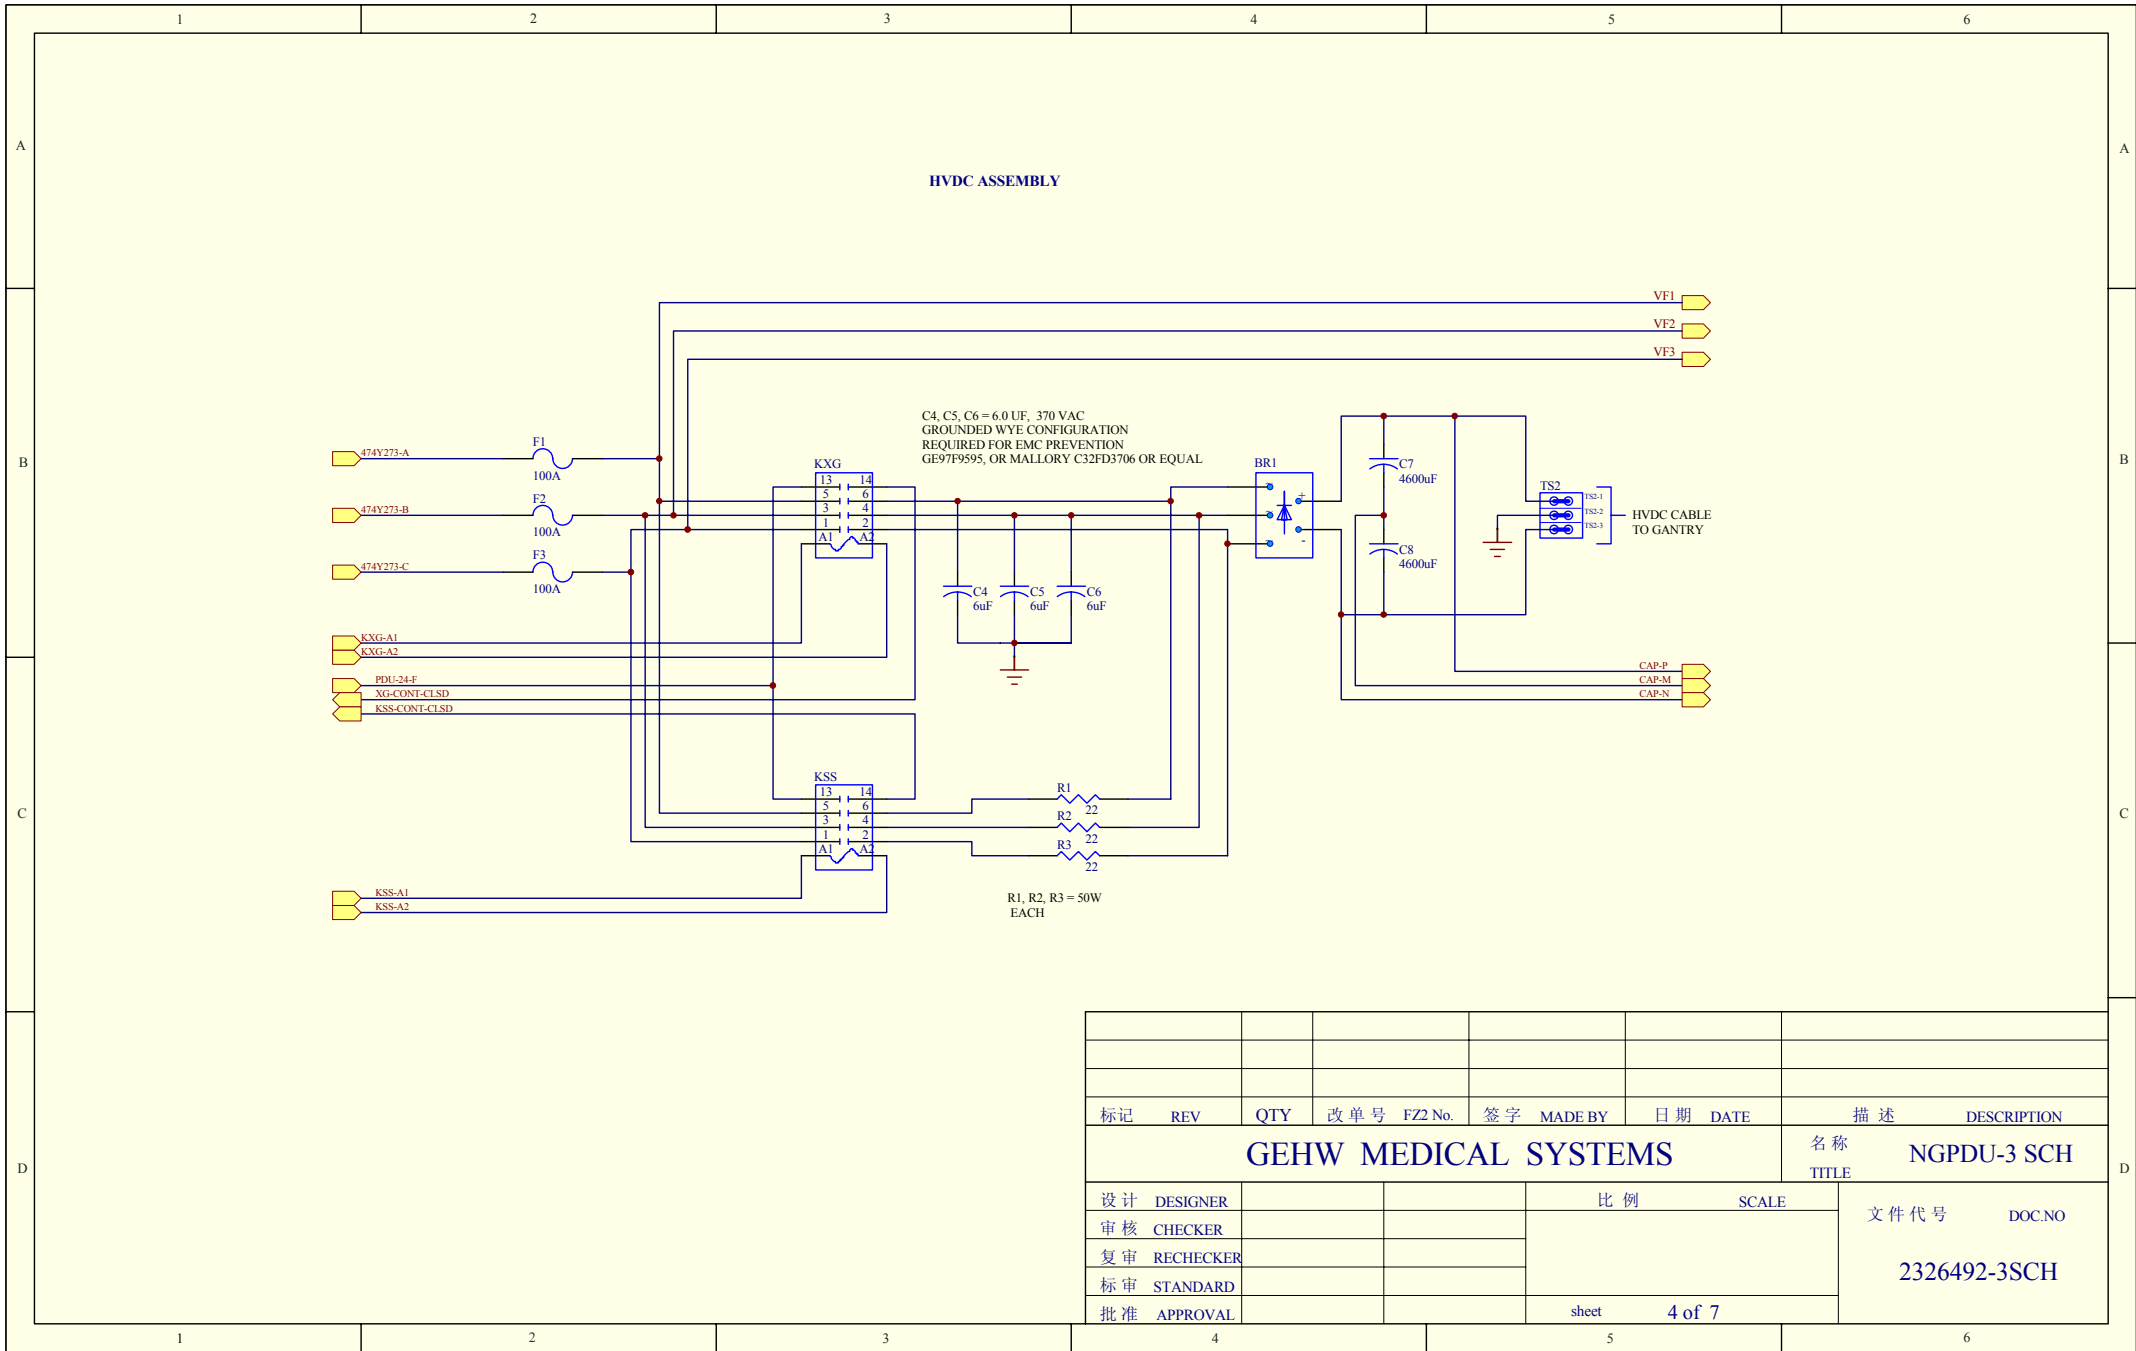 1 2 3 4 5 6
A A
HVDC ASSEMBLY
VF1
VF2
VF3
C4, C5, C6 = 6.0 UF, 370 VAC
GROUNDED WYE CONFIGURATION
REQUIRED FOR EMC PREVENTION
GE97F9595, OR MALLORY C32FD3706 OR EQUAL
B B
474Y273-A
F1
100A
474Y273-B
F2
100A
474Y273-C
F3
100A
KXG
13 14
5 6
3 4
1 2
A1 A2
BR1
+
-
C7
4600uF
C8
4600uF
TS2
TS2-1
TS2-2
TS2-3
HVDC CABLE
TO GANTRY
C4
6uF
C5
6uF
C6
6uF
KXG-A1
KXG-A2
PDU-24-F
XG-CONT-CLSD
KSS-CONT-CLSD
CAP-P
CAP-M
CAP-N
C C
KSS
13 14
5 6
3 4
1 2
A1 A2
R1
22
R2
22
R3
22
KSS-A1
KSS-A2
R1, R2, R3 = 50W
EACH
D D
标记 REV QTY 改单号 FZ2 No. 签字 MADE BY 日期 DATE 描述 DESCRIPTION
GEHW MEDICAL SYSTEMS
名称 NGPDU-3 SCH
TITLE
设计 DESIGNER 比例 SCALE
审核 CHECKER
文件代号 DOC.NO
复审 RECHECKER
标审 STANDARD
2326492-3SCH
批准 APPROVAL
sheet 4 of 7
1 2 3 4 5 6